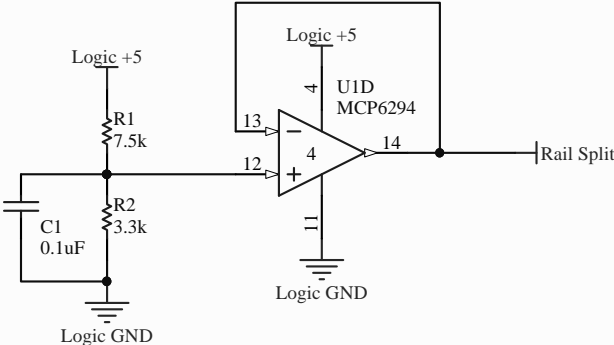 Logic +5
R1
7.5k
R2
3.3k
C1
0.1uF
Logic GND
Logic +5
4
U1D
MCP6294
13
12
4
14
11
Logic GND
Rail Split